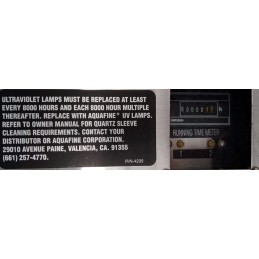 ULTRAVIOLET LAMPS MUST BE REPLACED AT LEAST
EVERY 8000 HOURS AND EACH 8000 HOUR MULTIPLE
THEREAFTER. REPLACE WITH AQUAFINE™ UV LAMPS.
REFER TO OWNER MANUAL FOR QUARTZ SLEEVE
CLEANING REQUIREMENTS. CONTACT YOUR
DISTRIBUTOR OR AQUAFINE CORPORATION.
29010 AVENUE PAINE, VALENCIA, CA. 91355
(661) 257-4770.
P/N-4239
RUNNING TIME METER